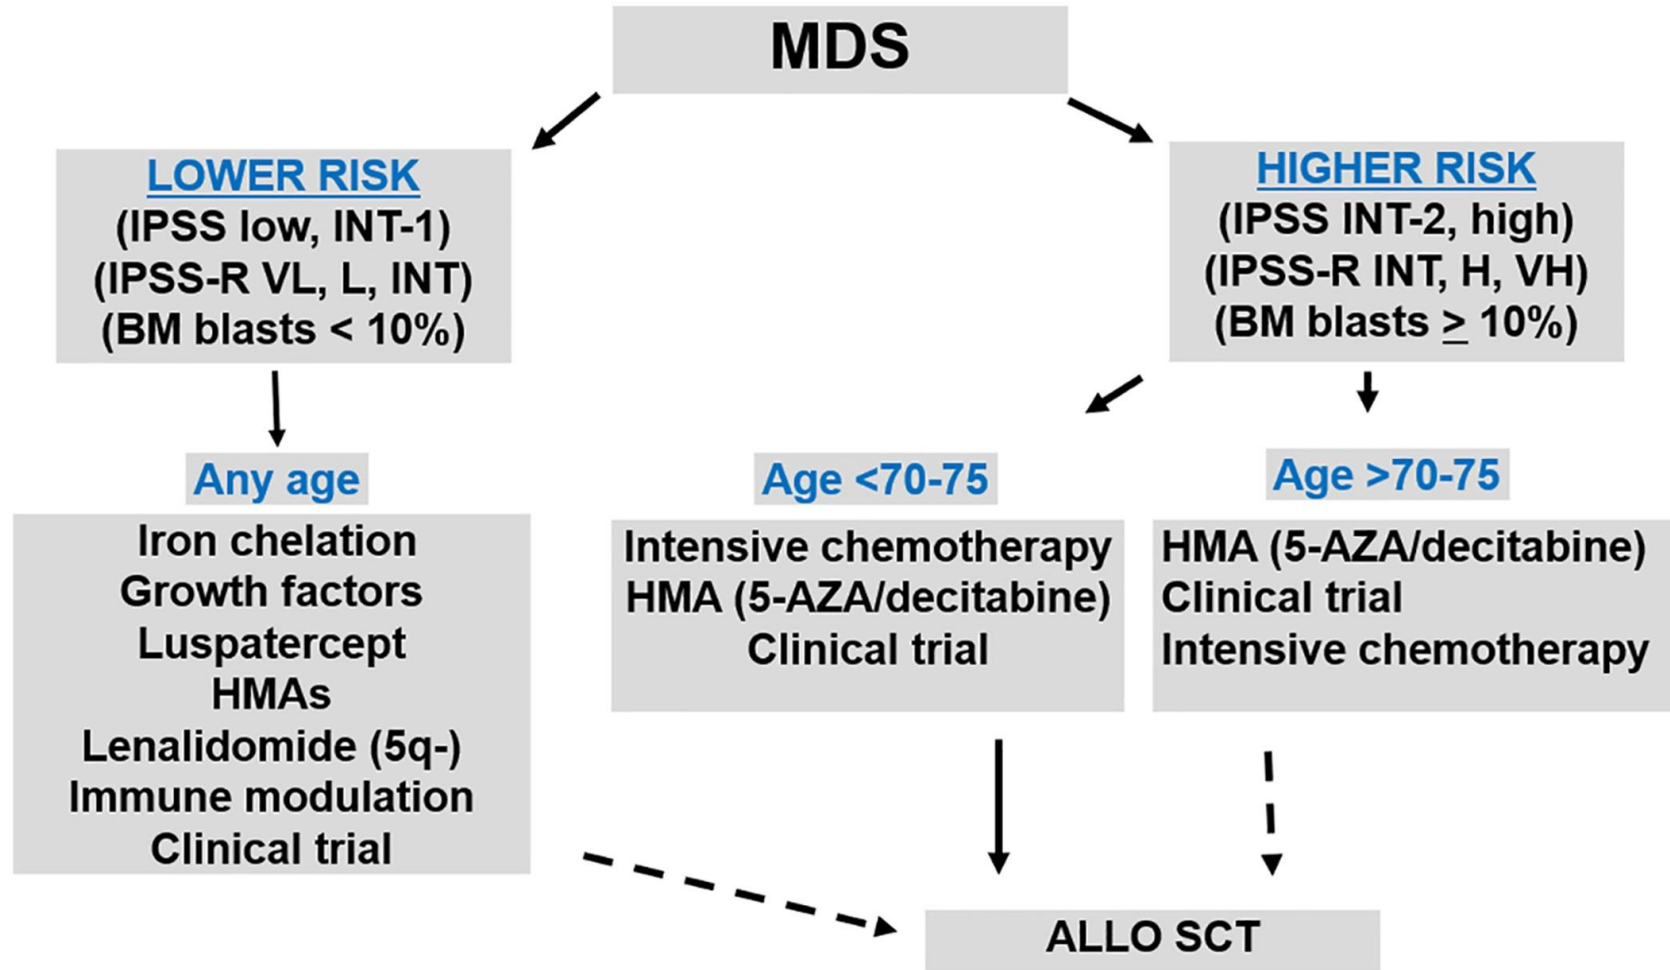 MDS
LOWER RISK
(IPSS low, INT-1)
(IPSS-R VL, L, INT)
(BM blasts < 10%)
HIGHER RISK
(IPSS INT-2, high)
(IPSS-R INT, H, VH)
(BM blasts ≥ 10%)
Any age
Iron chelation
Growth factors
Luspatercept
HMAs
Lenalidomide (5q-)
Immune modulation
Clinical trial
Age <70-75
Intensive chemotherapy
HMA (5-AZA/decitabine)
Clinical trial
Age >70-75
HMA (5-AZA/decitabine)
Clinical trial
Intensive chemotherapy
ALLO SCT